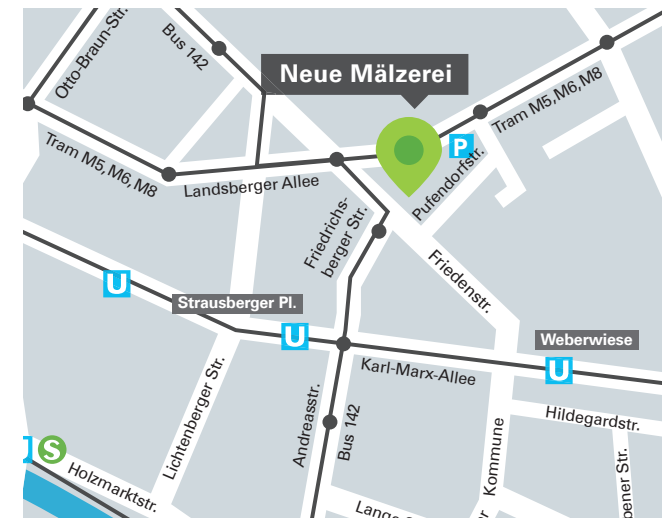 Otto-Braun-Str.
Bus 142
Neue Mälzerei
Tram M5,M6,M8
P
Tram M5,M6,M8
Landsberger Allee
Pufendorfstr.
Friedrichs-
berger Str.
Friedenstr.
U
Strausberger Pl.
U
Weberwiese
U
Karl-Marx-Allee
Lichtenberger Str.
Andreasstr.
Bus 142
Hildegardstr.
Kommune
S
Holzmarktstr.
Lange